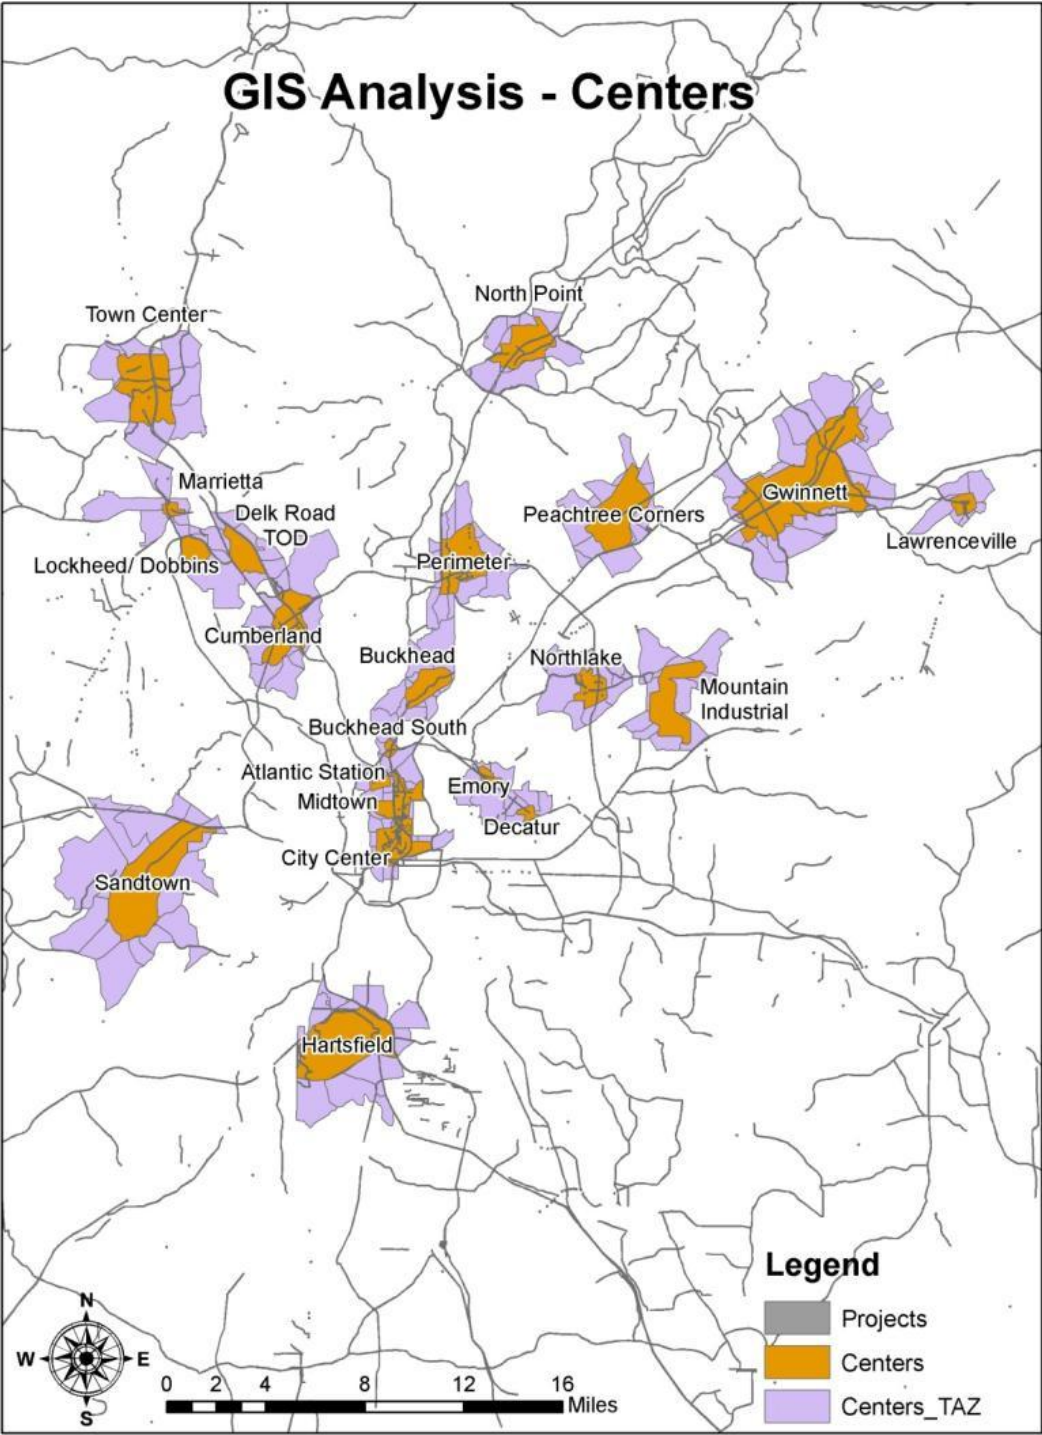 GIS Analysis - Centers
North Point
Town Center
Marrietta
Delk Road
TOD
Gwinnett
Peachtree Corners
Lawrenceville
Lockheed/ Dobbins
Perimeter
Cumberland
Buckhead
Northlake
Mountain
Industrial
Buckhead South
Atlantic Station
Emory
Midtown
Decatur
City Center
Sandtown
Hartsfield
Legend
Projects
Centers
Centers_TAZ
N
W
E
S
0 2 4 8 12 16
Miles